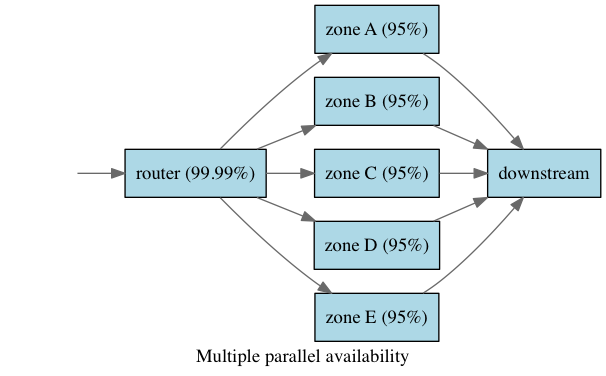 zone A (95%)
zone B (95%)
router (99.99%)
zone C (95%)
downstream
zone D (95%)
zone E (95%)
Multiple parallel availability